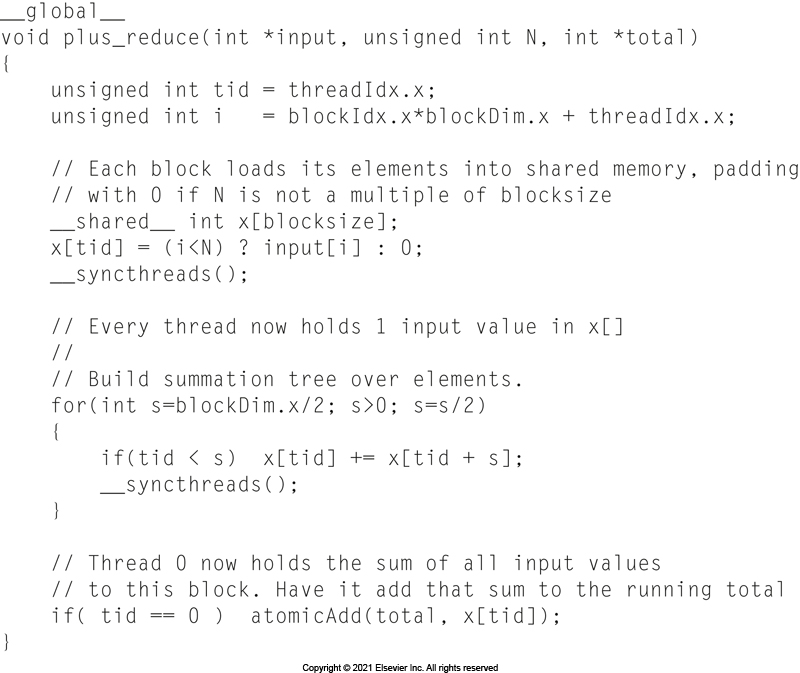 __global__
void plus_reduce(int *input, unsigned int N, int *total)
{
    unsigned int tid = threadIdx.x;
    unsigned int i   = blockIdx.x*blockDim.x + threadIdx.x;

    // Each block loads its elements into shared memory, padding
    // with 0 if N is not a multiple of blocksize
    __shared__ int x[blocksize];
    x[tid] = (i<N) ? input[i] : 0;
    __syncthreads();

    // Every thread now holds 1 input value in x[]
    //
    // Build summation tree over elements.
    for(int s=blockDim.x/2; s>0; s=s/2)
    {
        if(tid < s)  x[tid] += x[tid + s];
        __syncthreads();
    }

    // Thread 0 now holds the sum of all input values
    // to this block. Have it add that sum to the running total
    if( tid == 0 )  atomicAdd(total, x[tid]);
}
Copyright © 2021 Elsevier Inc. All rights reserved